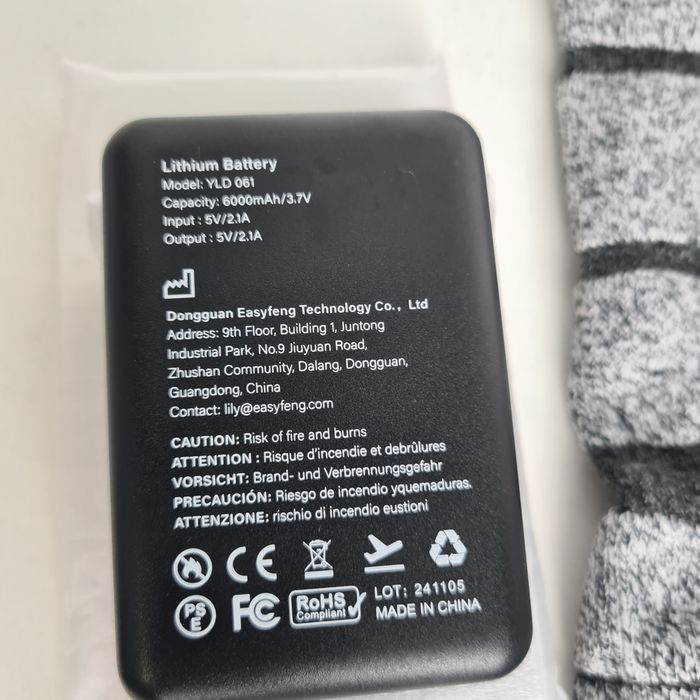 Lithium Battery
Model: YLD 061
Capacity: 6000mAh/3.7V
Input : 5V/2.1A
Output : 5V/2.1A
Dongguan Easyfeng Technology Co., Ltd
Address: 9th Floor, Building 1, Juntong
Industrial Park, No.9 Jiuyuan Road,
Zhushan Community, Dalang, Dongguan,
Guangdong, China
Contact: lily@easyfeng.com
CAUTION: Risk of fire and burns
ATTENTION : Risque d'incendie et debrûlures
VORSICHT: Brand- und Verbrennungsgefahr
PRECAUCIÓN: Riesgo de incendio yquemaduras.
ATTENZIONE: rischio di incendio eustioni
CE
PS E FC RoHS Compliant LOT: 241105
MADE IN CHINA